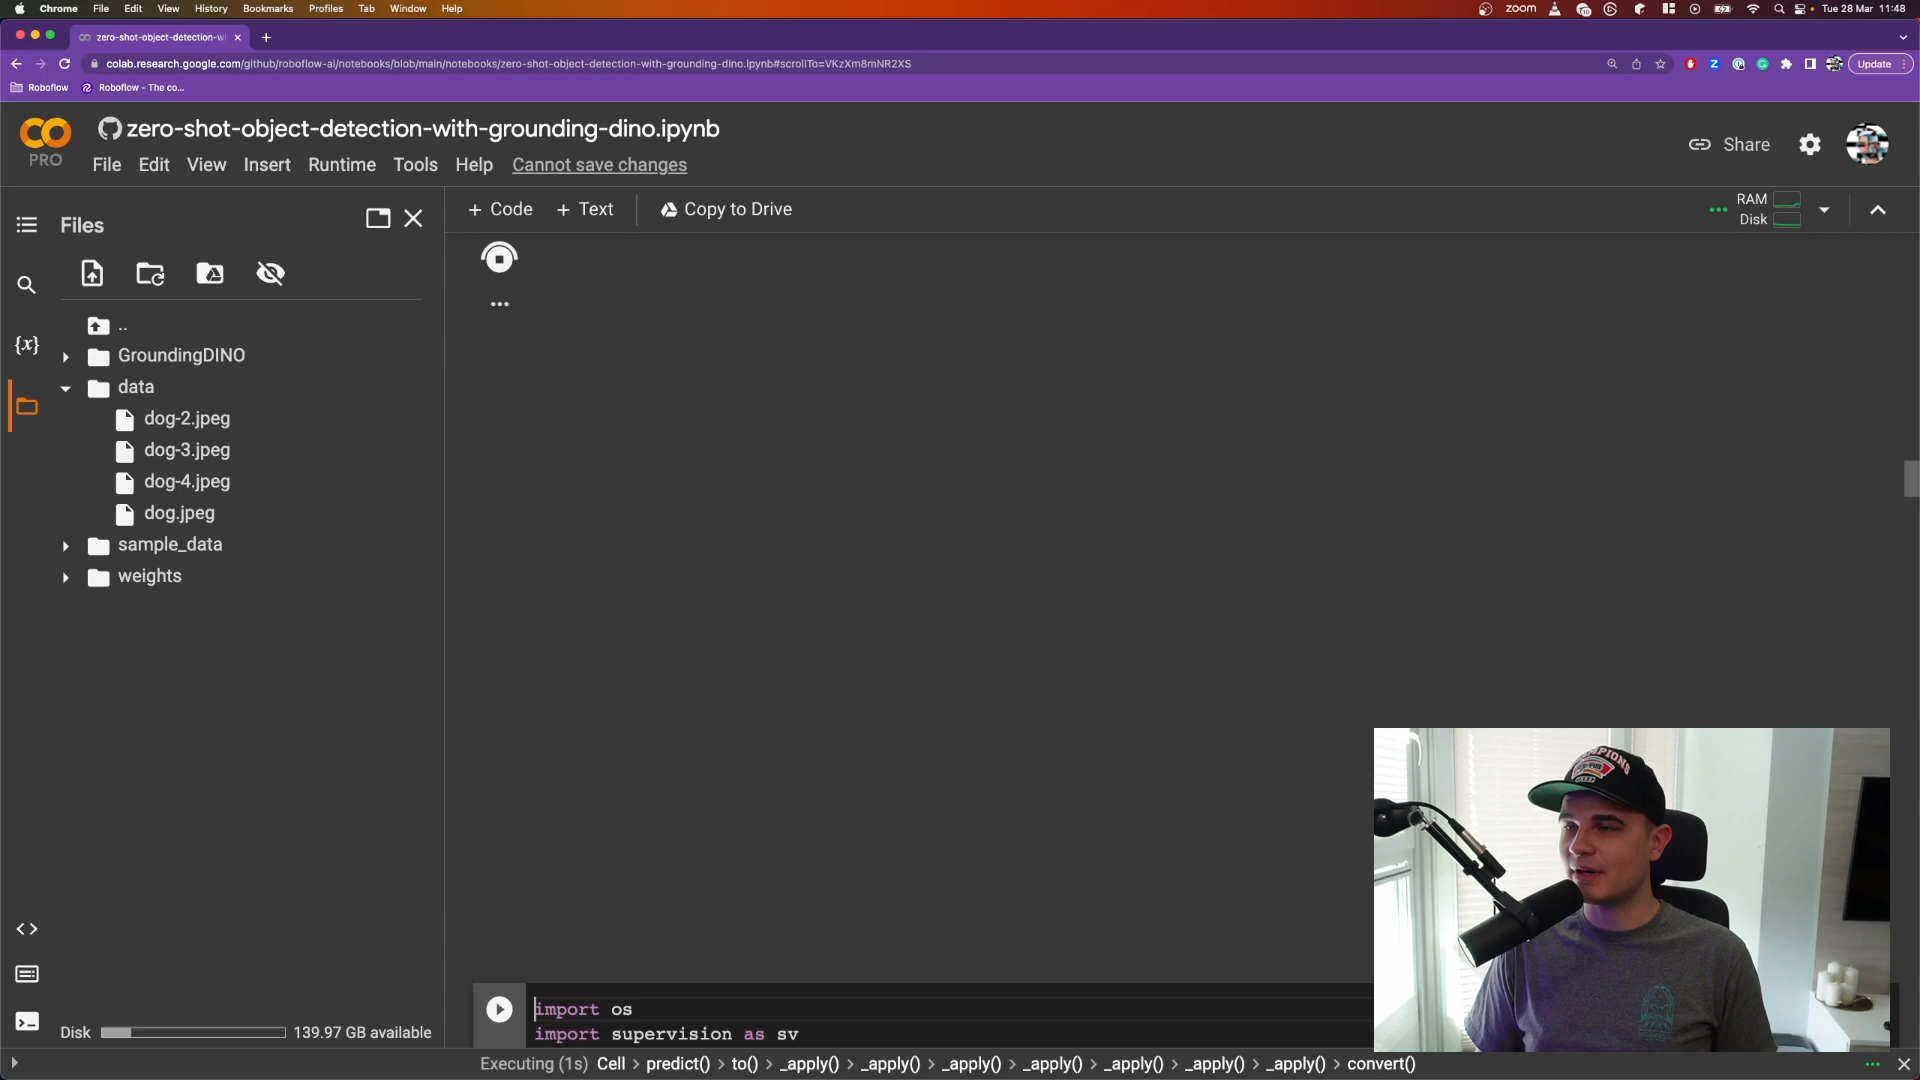 Chrome File Edit View History Bookmarks Profiles Tab Window Help zoom Tue 28 Mar 11:48
zero-shot-object-detection-wi
colab.research.google.com/github/roboflow-ai/notebooks/blob/main/notebooks/zero-shot-object-detection-with-grounding-dino.ipynb#scrollTo=VKzXm8mNR2XS
Update
Roboflow Roboflow - The co...
CO PRO
zero-shot-object-detection-with-grounding-dino.ipynb
File Edit View Insert Runtime Tools Help Cannot save changes
Share
Files
+ Code + Text Copy to Drive
RAM
Disk
{x}
..
GroundingDINO
data
dog-2.jpeg
dog-3.jpeg
dog-4.jpeg
dog.jpeg
sample_data
weights
Disk 139.97 GB available
import os
import supervision as sv
Executing (1s) Cell > predict() > to() > _apply() > _apply() > _apply() > _apply() > _apply() > _apply() > _apply() > convert()